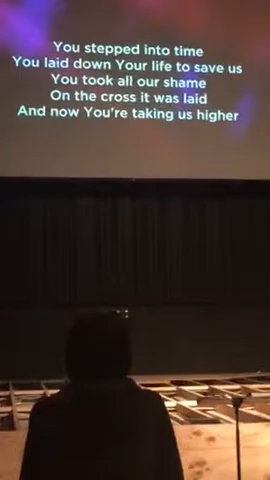 You stepped into time
You laid down Your life to save us
You took all our shame
On the cross it was laid
And now You're taking us higher